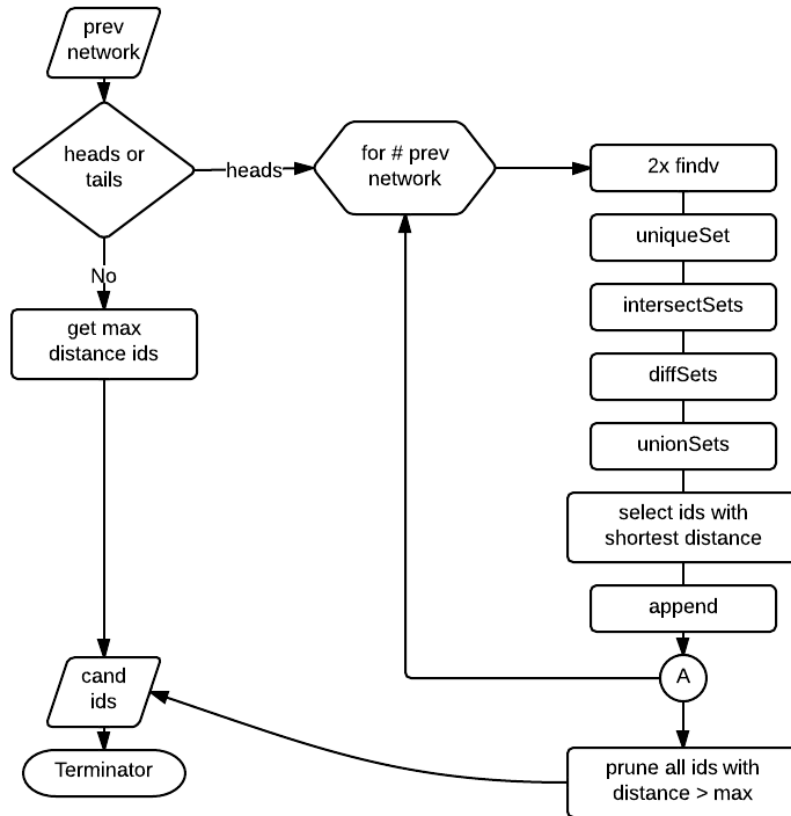 prev
network
heads or
tails
heads
for # prev
network
2x findv
uniqueSet
intersectSets
diffSets
unionSets
select ids with
shortest distance
append
A
prune all ids with
distance > max
No
get max
distance ids
cand
ids
Terminator